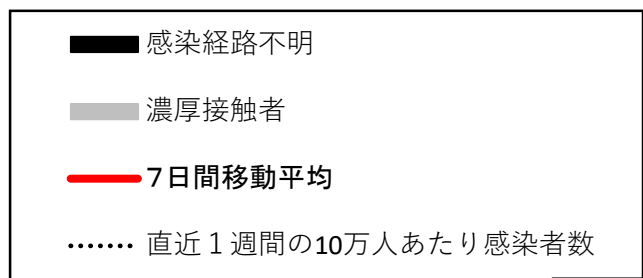 感染経路不明
濃厚接触者
7日間移動平均
直近１週間の10万人あたり感染者数